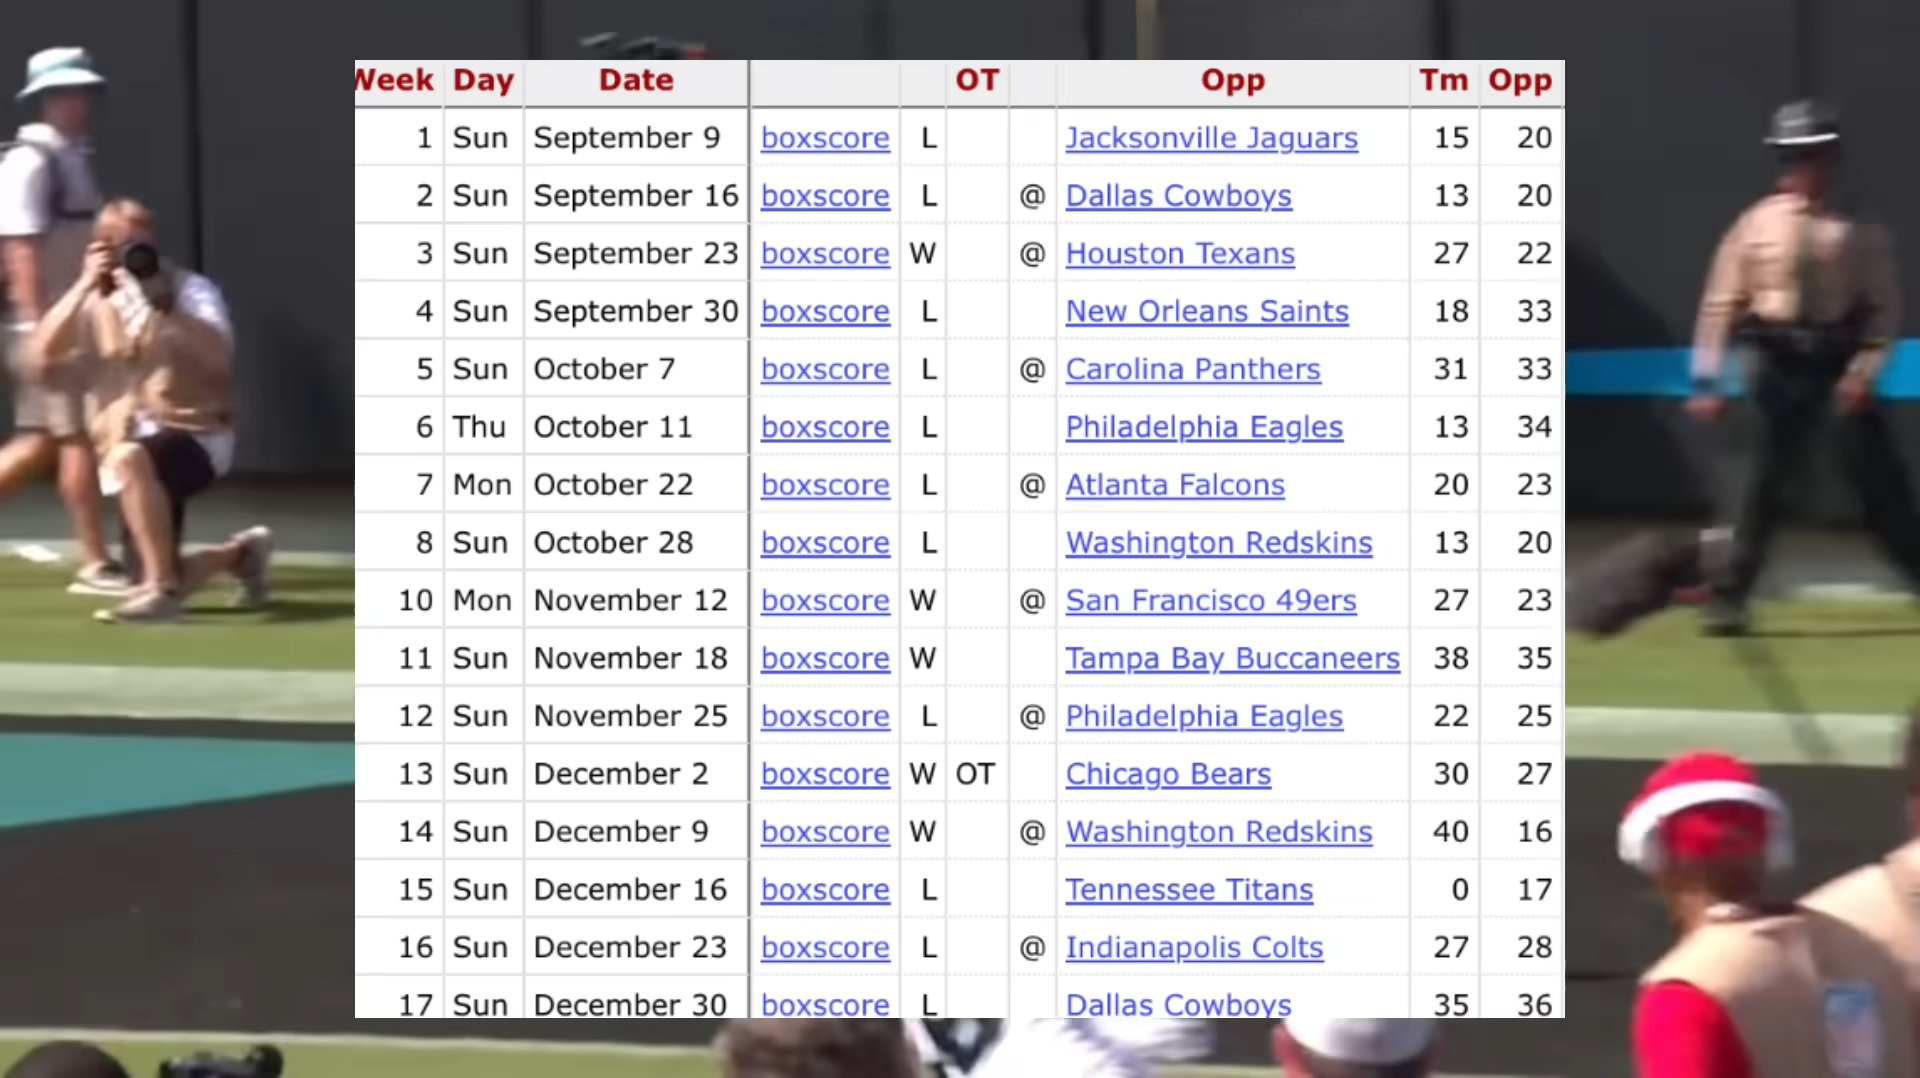 Week Day Date OT Opp Tm Opp
1 Sun September 9 boxscore L Jacksonville Jaguars 15 20
2 Sun September 16 boxscore L @ Dallas Cowboys 13 20
3 Sun September 23 boxscore W @ Houston Texans 27 22
4 Sun September 30 boxscore L New Orleans Saints 18 33
5 Sun October 7 boxscore L @ Carolina Panthers 31 33
6 Thu October 11 boxscore L Philadelphia Eagles 13 34
7 Mon October 22 boxscore L @ Atlanta Falcons 20 23
8 Sun October 28 boxscore L Washington Redskins 13 20
10 Mon November 12 boxscore W @ San Francisco 49ers 27 23
11 Sun November 18 boxscore W Tampa Bay Buccaneers 38 35
12 Sun November 25 boxscore L @ Philadelphia Eagles 22 25
13 Sun December 2 boxscore W OT Chicago Bears 30 27
14 Sun December 9 boxscore W @ Washington Redskins 40 16
15 Sun December 16 boxscore L Tennessee Titans 0 17
16 Sun December 23 boxscore L @ Indianapolis Colts 27 28
17 Sun December 30 boxscore L Dallas Cowboys 35 36